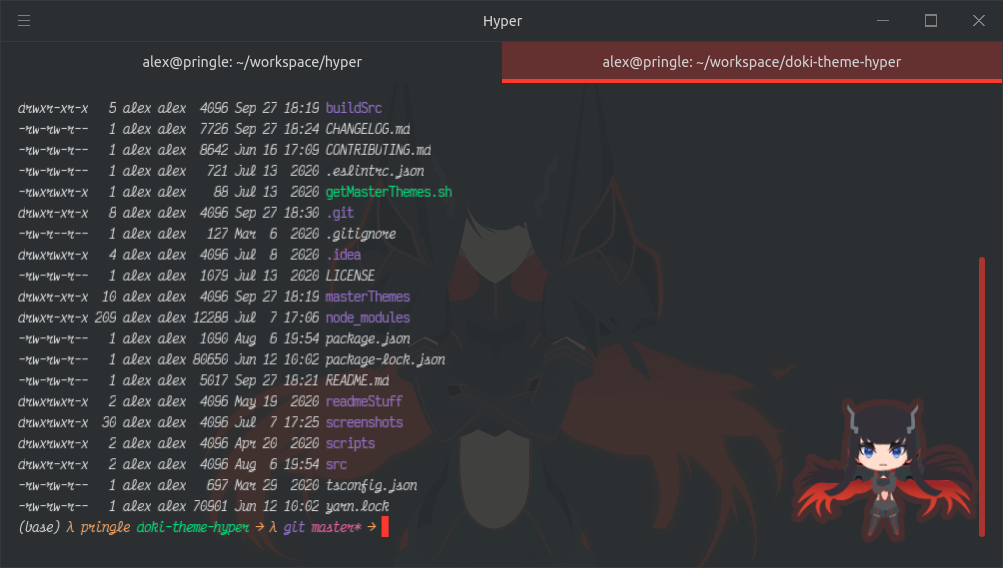 Hyper
alex@pringle: ~/workspace/hyper
alex@pringle: ~/workspace/doki-theme-hyper
drwxr-xr-x 5 alex alex 4096 Sep 27 18:19 buildSrc
-rw-rw-r-- 1 alex alex 7726 Sep 27 18:24 CHANGELOG.md
-rw-rw-r-- 1 alex alex 8642 Jun 16 17:09 CONTRIBUTING.md
-rw-rw-r-- 1 alex alex 721 Jul 13 2020 .eslintrc.json
-rwxrwxr-x 1 alex alex 88 Jul 13 2020 getMasterThemes.sh
drwxrwxr-x 8 alex alex 4096 Sep 27 18:30 .git
-rw-r--r-- 1 alex alex 127 Mar 6 2020 .gitignore
drwxrwxr-x 4 alex alex 4096 Jul 8 2020 .idea
-rw-rw-r-- 1 alex alex 1079 Jul 13 2020 LICENSE
drwxr-xr-x 10 alex alex 4096 Sep 27 18:19 masterThemes
drwxr-xr-x 209 alex alex 12288 Jul 7 17:06 node_modules
-rw-rw-r-- 1 alex alex 1090 Aug 6 19:54 package.json
-rw-rw-r-- 1 alex alex 80650 Jun 12 10:02 package-lock.json
-rw-rw-r-- 1 alex alex 5017 Sep 27 18:21 README.md
drwxrwxr-x 2 alex alex 4096 May 19 2020 readmeStuff
drwxrwxr-x 30 alex alex 4096 Jul 7 17:25 screenshots
drwxrwxr-x 2 alex alex 4096 Apr 20 2020 scripts
drwxr-xr-x 2 alex alex 4096 Aug 6 19:54 src
-rw-rw-r-- 1 alex alex 697 Mar 29 2020 tsconfig.json
-rw-rw-r-- 1 alex alex 70901 Jun 12 10:02 yarn.lock
(base) λ pringle doki-theme-hyper → λ git master* →